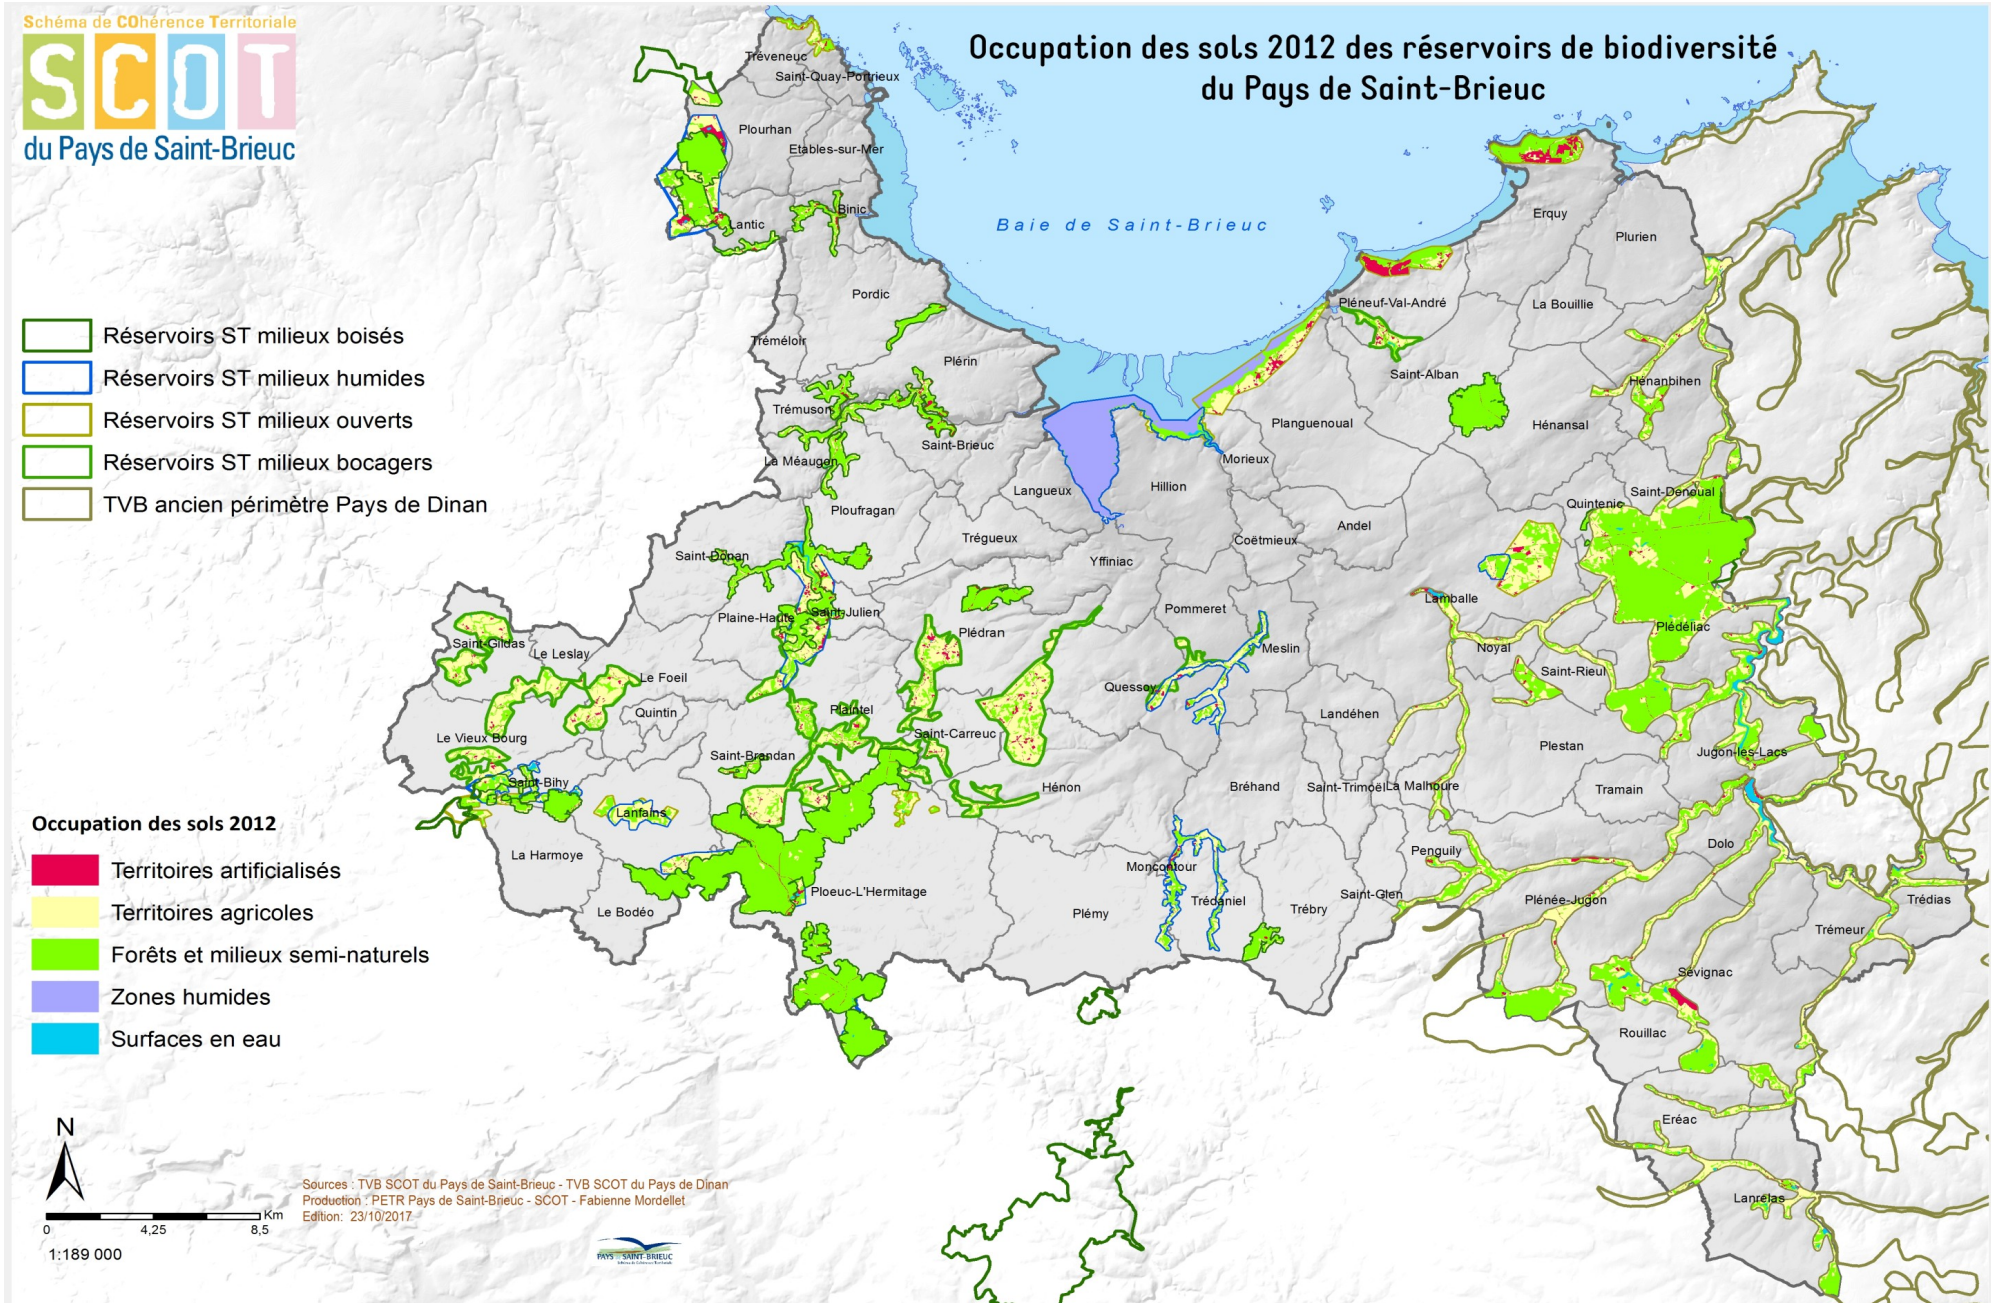 Schéma de COhérence Territoriale
SCOT
du Pays de Saint-Brieuc
Occupation des sols 2012 des réservoirs de biodiversité
du Pays de Saint-Brieuc
Baie de Saint-Brieuc
Réservoirs ST milieux boisés
Réservoirs ST milieux humides
Réservoirs ST milieux ouverts
Réservoirs ST milieux bocagers
TVB ancien périmètre Pays de Dinan
Occupation des sols 2012
Territoires artificialisés
Territoires agricoles
Forêts et milieux semi-naturels
Zones humides
Surfaces en eau
Tréveneuc
Saint-Quay-Portrieux
Plourhan
Etables-sur-Mer
Binic
Lantic
Pordic
Tréméloir
Plérin
Trémuson
Saint-Brieuc
La Méaugon
Ploufragan
Langueux
Hillion
Morieux
Trégueux
Yffiniac
Coëtmieux
Andel
Planguenoual
Saint-Alban
Pléneuf-Val-André
Erquy
Plurien
La Bouillie
Hénanbihen
Hénansal
Quintenic
Saint-Denoual
Lamballe
Plédéliac
Noyal
Saint-Rieul
Pommeret
Meslin
Quessoy
Landéhen
Plestan
Jugon-les-Lacs
Tramain
La Malhoure
Saint-Trimoël
Bréhand
Hénon
Saint-Donan
Plaine-Haute
Saint-Julien
Plédran
Saint-Gildas
Le Leslay
Le Foeil
Quintin
Plaintel
Saint-Carreuc
Saint-Brandan
Le Vieux Bourg
Saint-Bihy
Lanfains
La Harmoye
Le Bodéo
Ploeuc-L'Hermitage
Plémy
Moncontour
Trédaniel
Trébry
Saint-Glen
Penguily
Plénée-Jugon
Dolo
Trédias
Trémeur
Sévignac
Rouillac
Eréac
Lanrelas
N
Km
0
4,25
8,5
1:189 000
Sources : TVB SCOT du Pays de Saint-Brieuc - TVB SCOT du Pays de Dinan
Production : PETR Pays de Saint-Brieuc - SCOT - Fabienne Mordellet
Edition: 23/10/2017
PAYS SAINT-BRIEUC